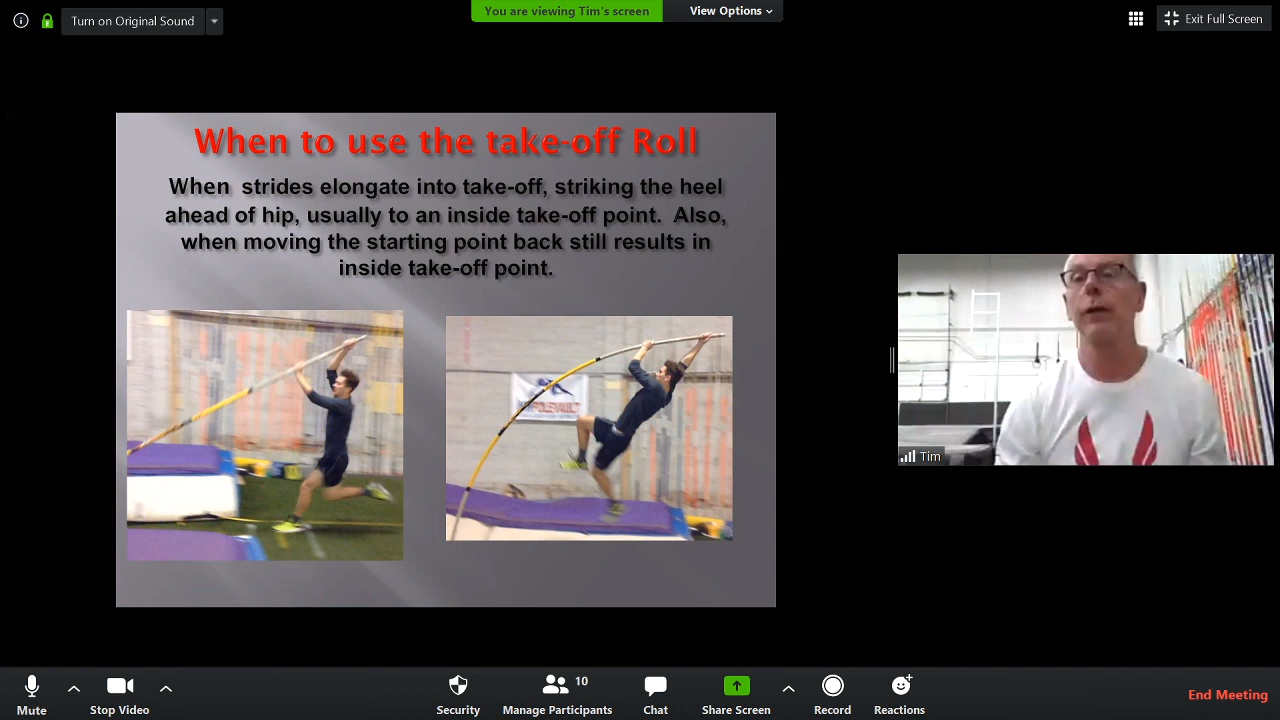 Turn on Original Sound
You are viewing Tim's screen
View Options
Exit Full Screen
When to use the take-off Roll
When strides elongate into take-off, striking the heel
ahead of hip, usually to an inside take-off point. Also,
when moving the starting point back still results in
inside take-off point.
POLEVAULT
Tim
Mute
Stop Video
Security
Manage Participants
10
Chat
Share Screen
Record
Reactions
End Meeting